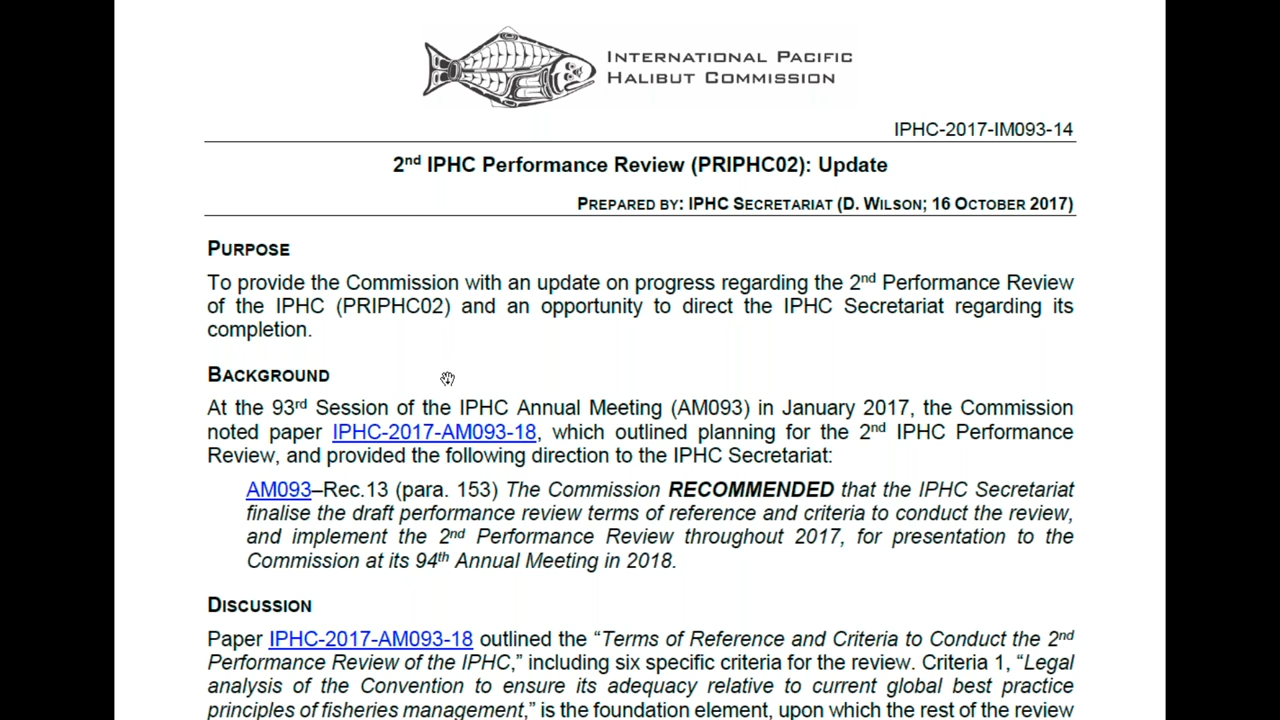 INTERNATIONAL PACIFIC
HALIBUT COMMISSION
IPHC-2017-IM093-14
2nd IPHC Performance Review (PRIPHC02): Update
PREPARED BY: IPHC SECRETARIAT (D. WILSON; 16 OCTOBER 2017)
PURPOSE
To provide the Commission with an update on progress regarding the 2nd Performance Review
of the IPHC (PRIPHC02) and an opportunity to direct the IPHC Secretariat regarding its
completion.
BACKGROUND
At the 93rd Session of the IPHC Annual Meeting (AM093) in January 2017, the Commission
noted paper IPHC-2017-AM093-18, which outlined planning for the 2nd IPHC Performance
Review, and provided the following direction to the IPHC Secretariat:
AM093–Rec.13 (para. 153) The Commission RECOMMENDED that the IPHC Secretariat
finalise the draft performance review terms of reference and criteria to conduct the review,
and implement the 2nd Performance Review throughout 2017, for presentation to the
Commission at its 94th Annual Meeting in 2018.
DISCUSSION
Paper IPHC-2017-AM093-18 outlined the “Terms of Reference and Criteria to Conduct the 2nd
Performance Review of the IPHC,” including six specific criteria for the review. Criteria 1, “Legal
analysis of the Convention to ensure its adequacy relative to current global best practice
principles of fisheries management,” is the foundation element, upon which the rest of the review